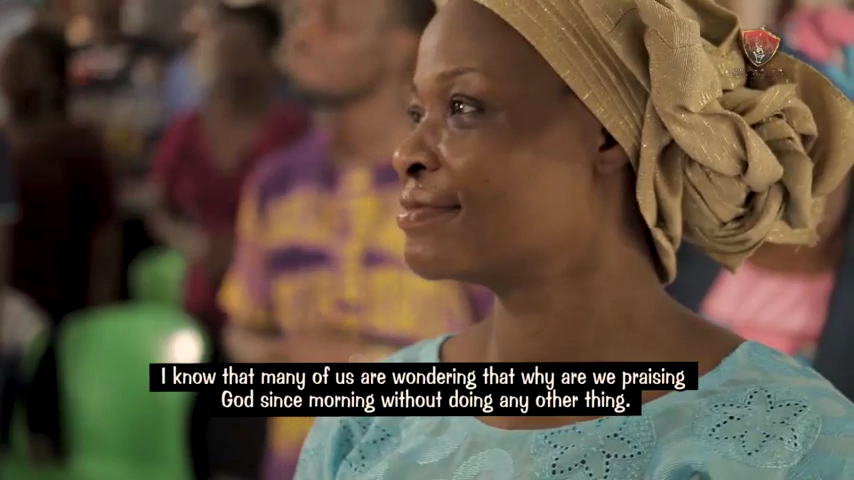 I know that many of us are wondering that why are we praising
God since morning without doing any other thing.